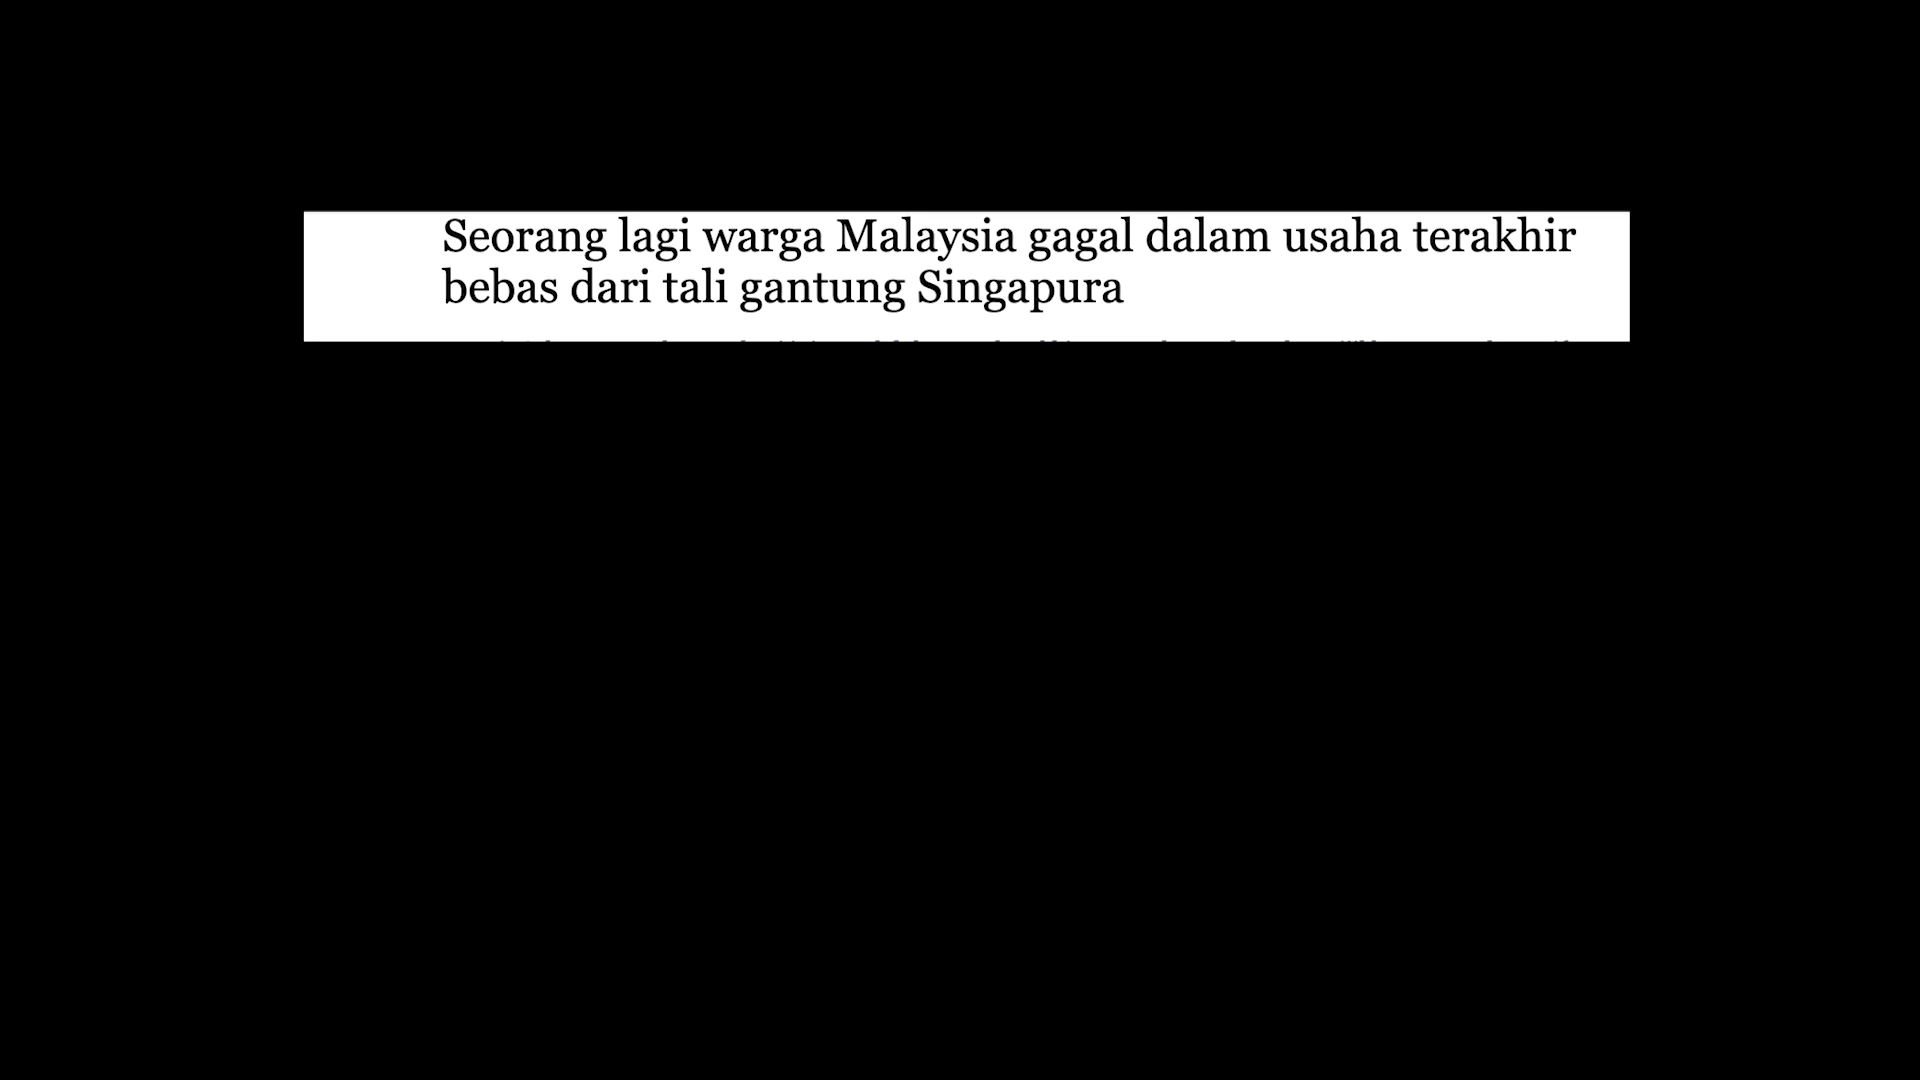 Seorang lagi warga Malaysia gagal dalam usaha terakhir
bebas dari tali gantung Singapura